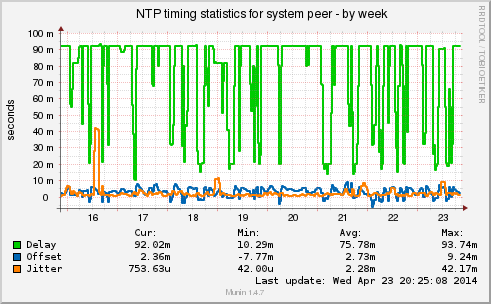 NTP timing statistics for system peer - by week
RRDTOOL / TOBI OETIKER
seconds
100 m
90 m
80 m
70 m
60 m
50 m
40 m
30 m
20 m
10 m
0
16 17 18 19 20 21 22 23
Cur: Min: Avg: Max:
Delay 92.02m 10.29m 75.78m 93.74m
Offset 2.36m -7.77m 2.73m 9.24m
Jitter 753.63u 42.00u 2.28m 42.17m
Last update: Wed Apr 23 20:25:08 2014
Munin 1.4.7